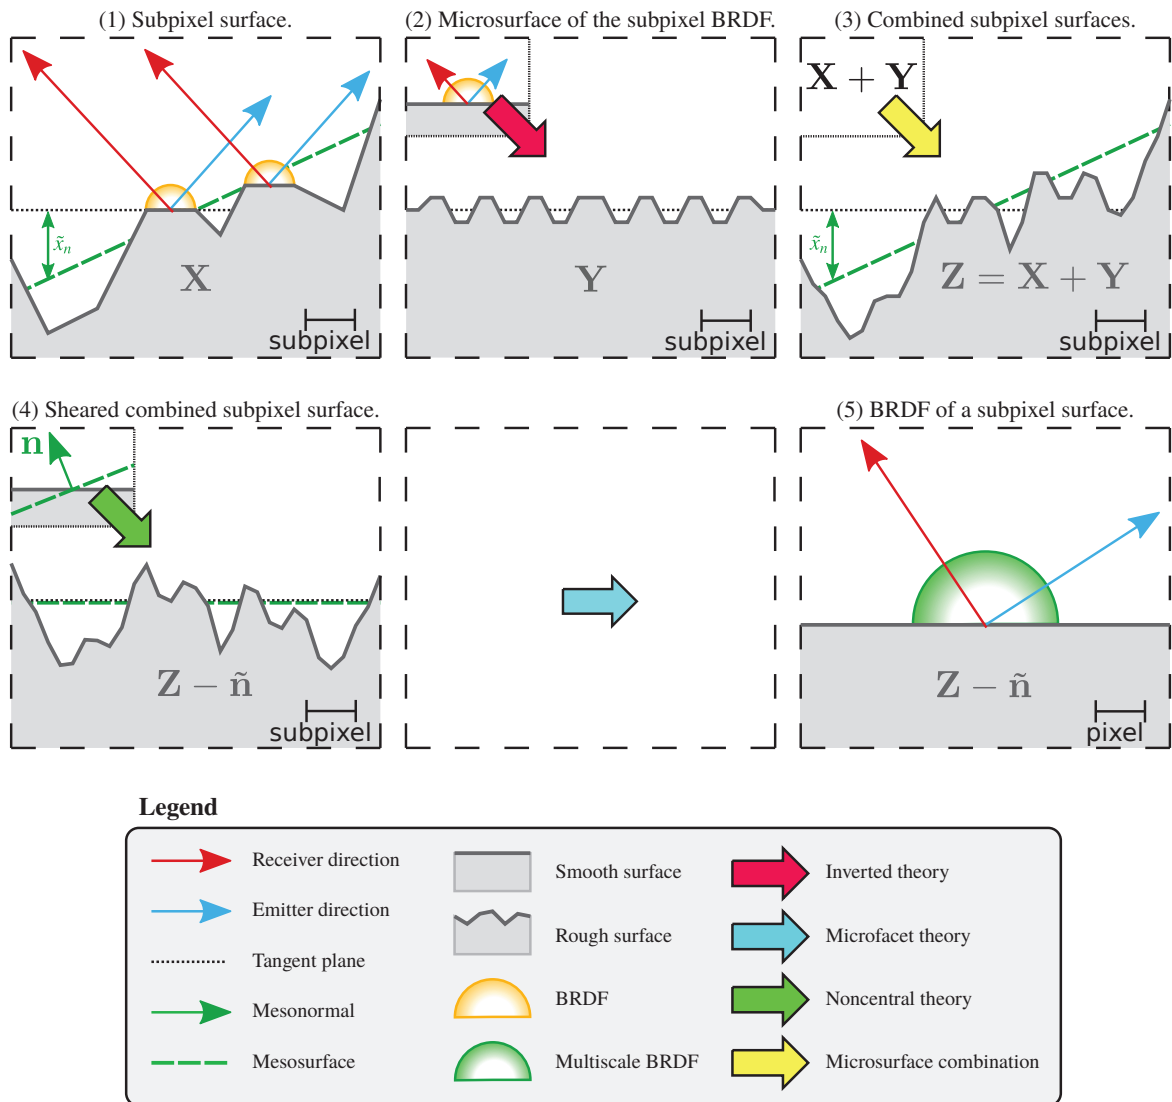 (1) Subpixel surface.
(2) Microsurface of the subpixel BRDF.
(3) Combined subpixel surfaces.
x̃ₙ
X
subpixel
Y
subpixel
X + Y
x̃ₙ
Z = X + Y
subpixel
(4) Sheared combined subpixel surface.
(5) BRDF of a subpixel surface.
n
Z − ñ
subpixel
Z − ñ
pixel
Legend
Receiver direction
Emitter direction
Tangent plane
Mesonormal
Mesosurface
Smooth surface
Rough surface
BRDF
Multiscale BRDF
Inverted theory
Microfacet theory
Noncentral theory
Microsurface combination